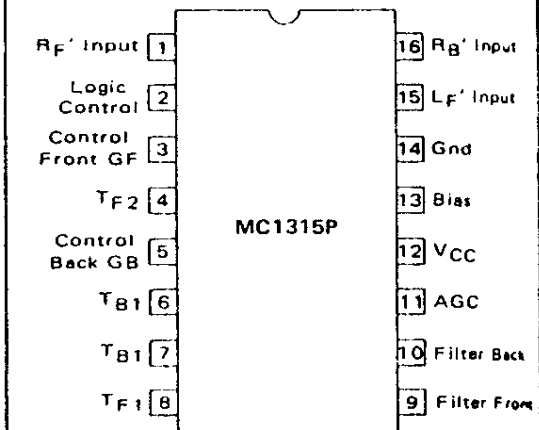 RF' Input 1
Logic
Control 2
Control
Front GF 3
TF2 4
Control
Back GB 5
TB1 6
TB1 7
TF1 8
MC1315P
16 RB' Input
15 LF' Input
14 Gnd
13 Bias
12 VCC
11 AGC
10 Filter Back
9 Filter Front